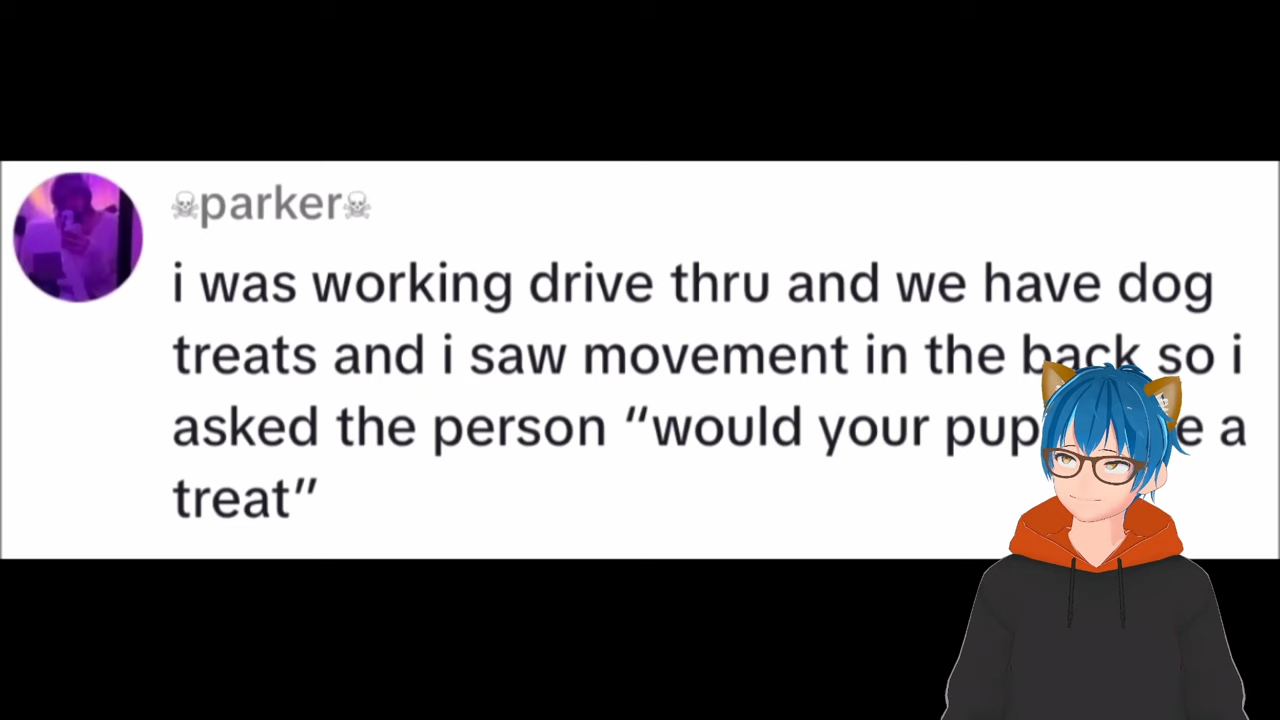 ☠parker☠
i was working drive thru and we have dog
treats and i saw movement in the back so i
asked the person “would your pup e a
treat”